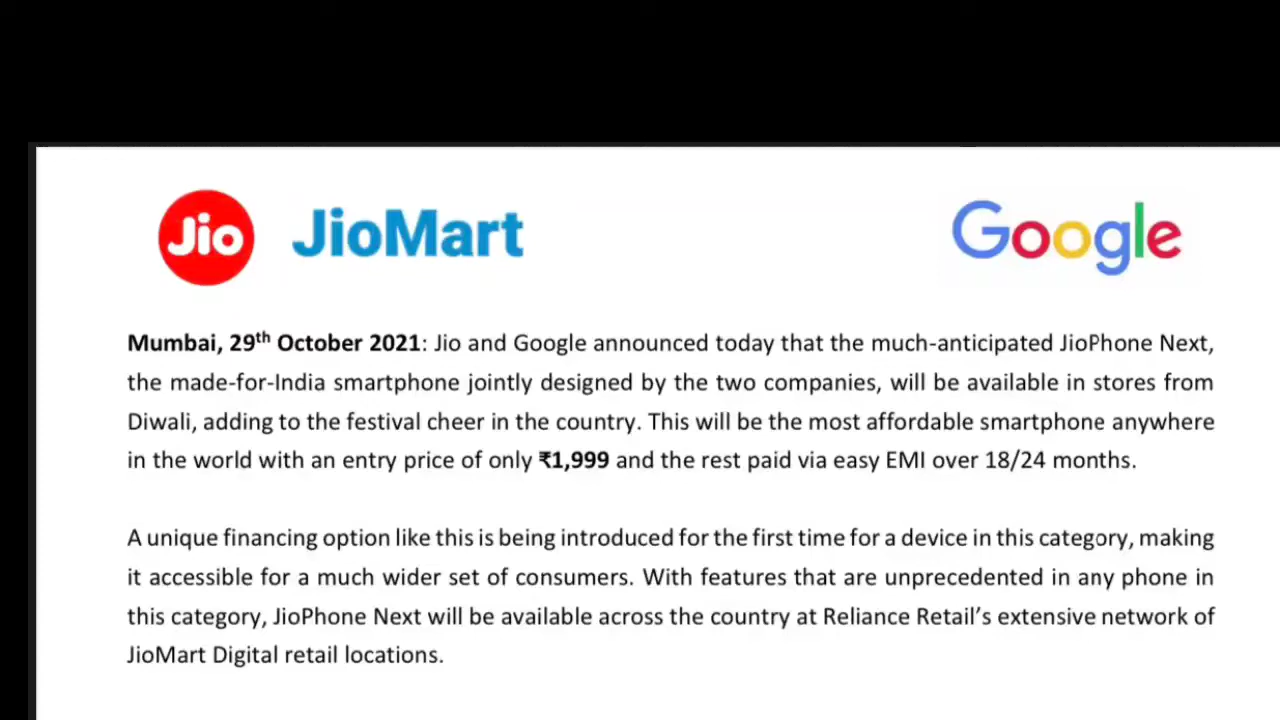 Jio JioMart Google
Mumbai, 29th October 2021: Jio and Google announced today that the much-anticipated JioPhone Next,
the made-for-India smartphone jointly designed by the two companies, will be available in stores from
Diwali, adding to the festival cheer in the country. This will be the most affordable smartphone anywhere
in the world with an entry price of only ₹1,999 and the rest paid via easy EMI over 18/24 months.
A unique financing option like this is being introduced for the first time for a device in this category, making
it accessible for a much wider set of consumers. With features that are unprecedented in any phone in
this category, JioPhone Next will be available across the country at Reliance Retail’s extensive network of
JioMart Digital retail locations.